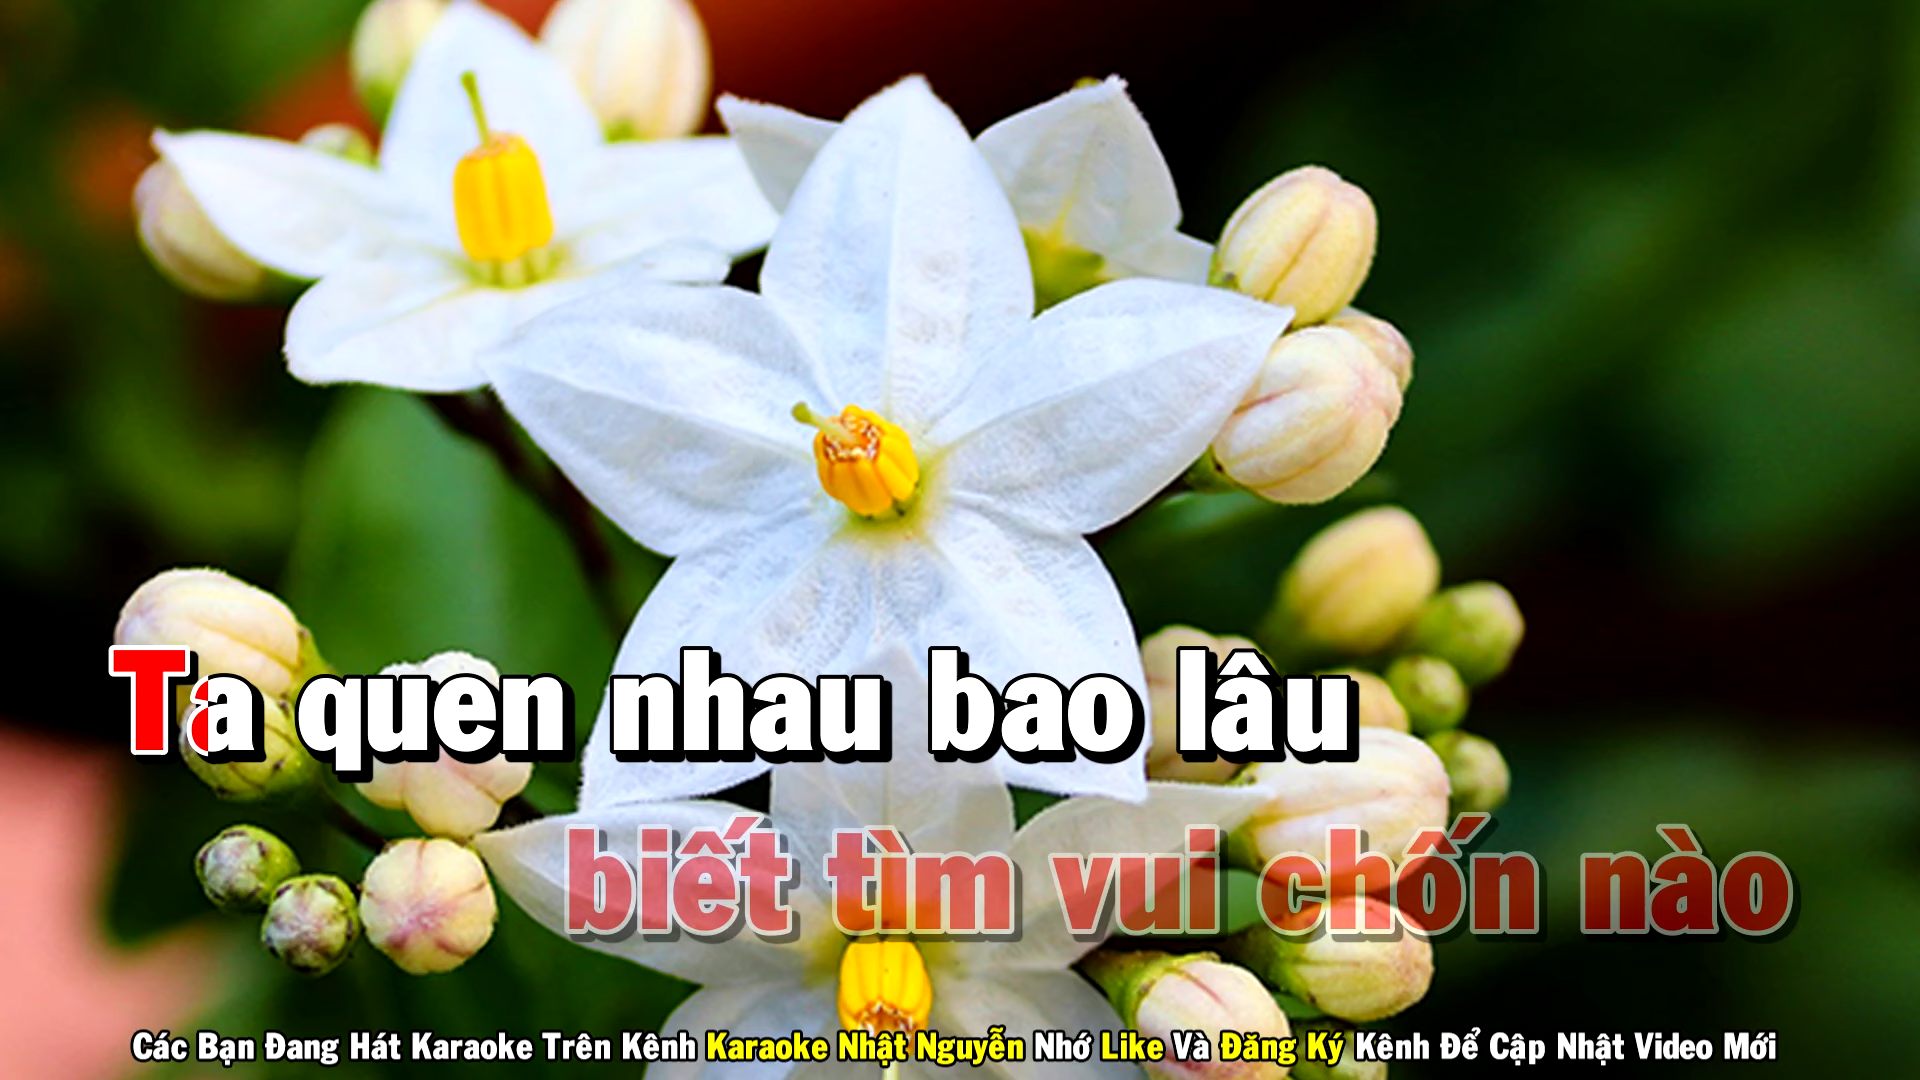 Ta quen nhau bao lâu
biết tìm vui chốn nào
Các Bạn Đang Hát Karaoke Trên Kênh Karaoke Nhật Nguyễn Nhớ Like Và Đăng Ký Kênh Để Cập Nhật Video Mới